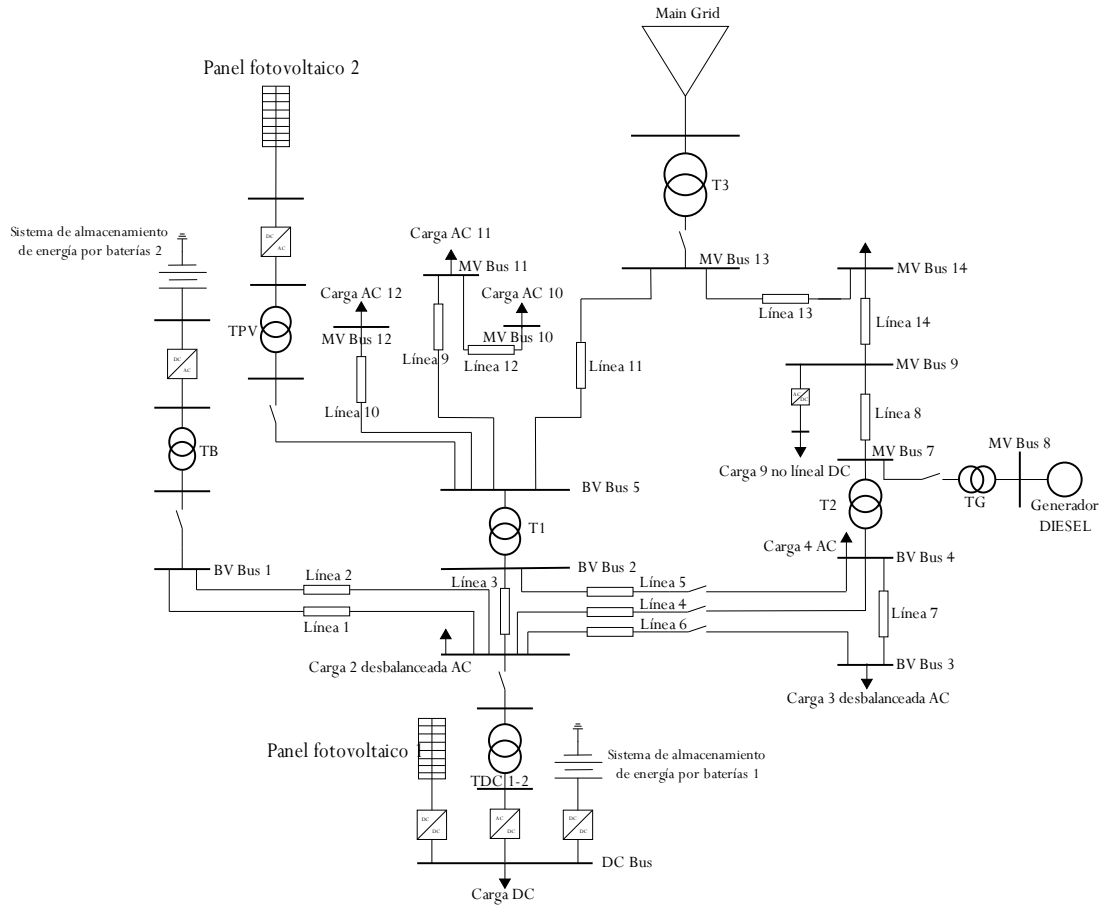 Main Grid
Panel fotovoltaico 2
T3
Sistema de almacenamiento
de energía por baterías 2
DC
AC
Carga AC 11
MV Bus 11
MV Bus 13
MV Bus 14
Carga AC 12
Carga AC 10
Línea 13
TPV
MV Bus 12
MV Bus 10
Línea 14
Línea 9
Línea 12
Línea 11
DC
AC
MV Bus 9
AC
DC
Línea 10
Línea 8
TB
MV Bus 7
MV Bus 8
Carga 9 no líneal DC
BV Bus 5
T2
TG
Generador
DIESEL
T1
Carga 4 AC
BV Bus 4
BV Bus 1
BV Bus 2
Línea 2
Línea 3
Línea 5
Línea 4
Línea 7
Línea 1
Línea 6
Carga 2 desbalanceada AC
BV Bus 3
Carga 3 desbalanceada AC
Panel fotovoltaico 1
Sistema de almacenamiento
de energía por baterías 1
TDC 1-2
DC
DC
AC
DC
DC
DC
DC Bus
Carga DC